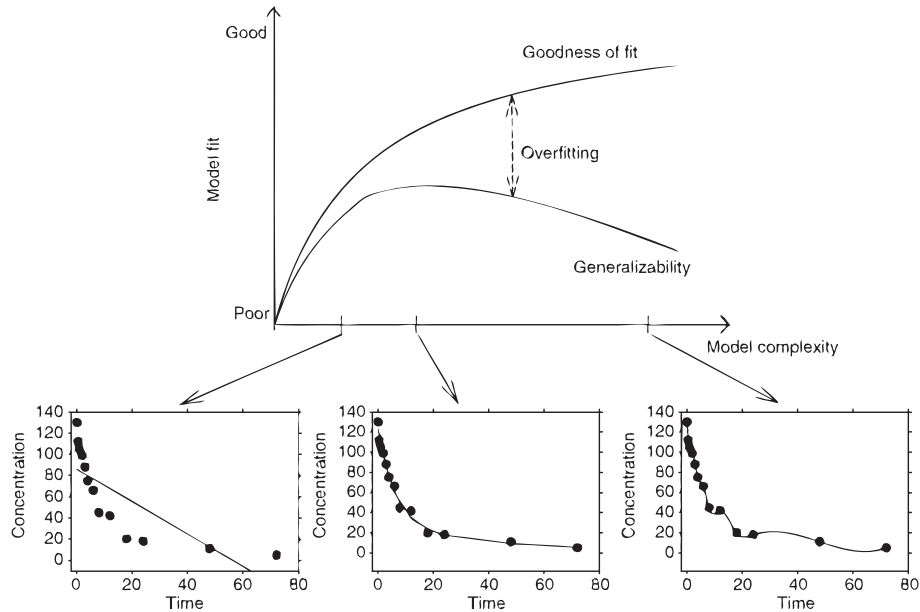 Good
Goodness of fit
Model fit
Overfitting
Generalizability
Poor
Model complexity
140
120
100
80
60
40
20
0
Concentration
0 20 40 60 80
Time
140
120
100
80
60
40
20
0
Concentration
0 20 40 60 80
Time
140
120
100
80
60
40
20
0
Concentration
0 20 40 60 80
Time